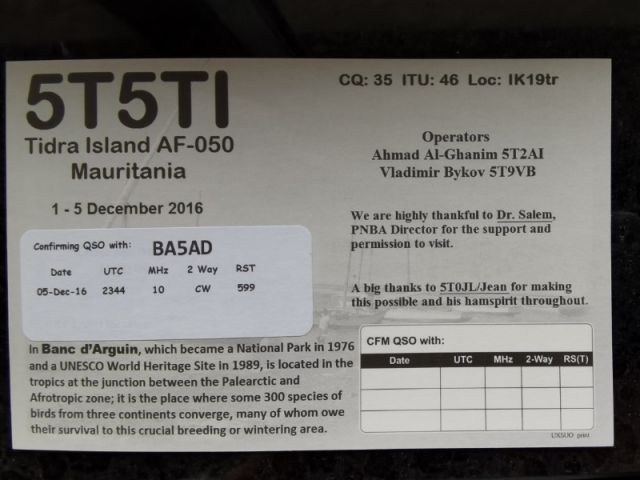 5T5TI
CQ: 35 ITU: 46 Loc: IK19tr
Tidra Island AF-050
Mauritania
1 - 5 December 2016
Operators
Ahmad Al-Ghanim 5T2AI
Vladimir Bykov 5T9VB
We are highly thankful to Dr. Salem,
PNBA Director for the support and
permission to visit.
A big thanks to 5T0JL/Jean for making
this possible and his hamspirit throughout.
Confirming QSO with: BA5AD
Date UTC MHz 2 Way RST
05-Dec-16 2344 10 CW 599
In Banc d'Arguin, which became a National Park in 1976
and a UNESCO World Heritage Site in 1989, is located in the
tropics at the junction between the Palearctic and
Afrotropic zone; it is the place where some 300 species of
birds from three continents converge, many of whom owe
their survival to this crucial breeding or wintering area.
CFM QSO with:
Date UTC MHz 2-Way RS(T)
UX5UO print